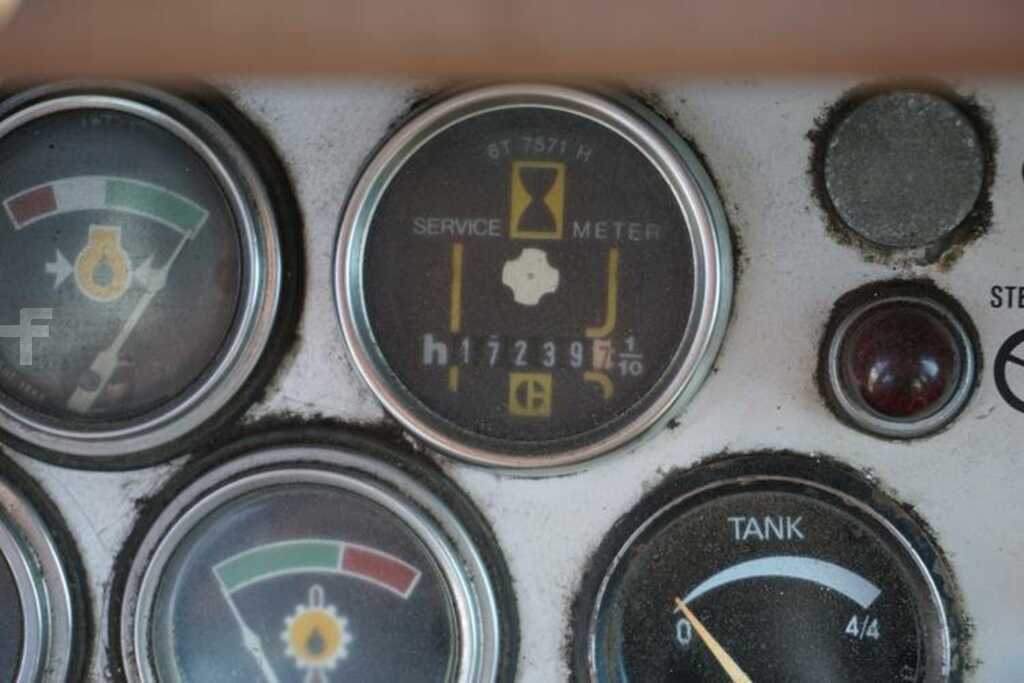 6T 7571 H
SERVICE METER
h 1 7 2 3 9 7 1/10
STE
TANK
0 4/4